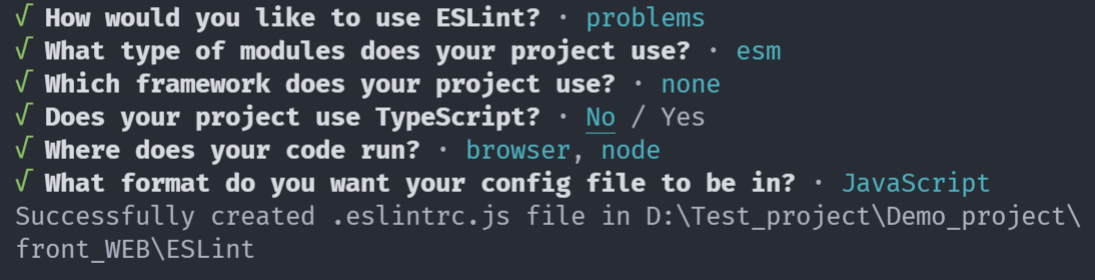 √ How would you like to use ESLint? · problems
√ What type of modules does your project use? · esm
√ Which framework does your project use? · none
√ Does your project use TypeScript? · No / Yes
√ Where does your code run? · browser, node
√ What format do you want your config file to be in? · JavaScript
Successfully created .eslintrc.js file in D:\Test_project\Demo_project\
front_WEB\ESLint